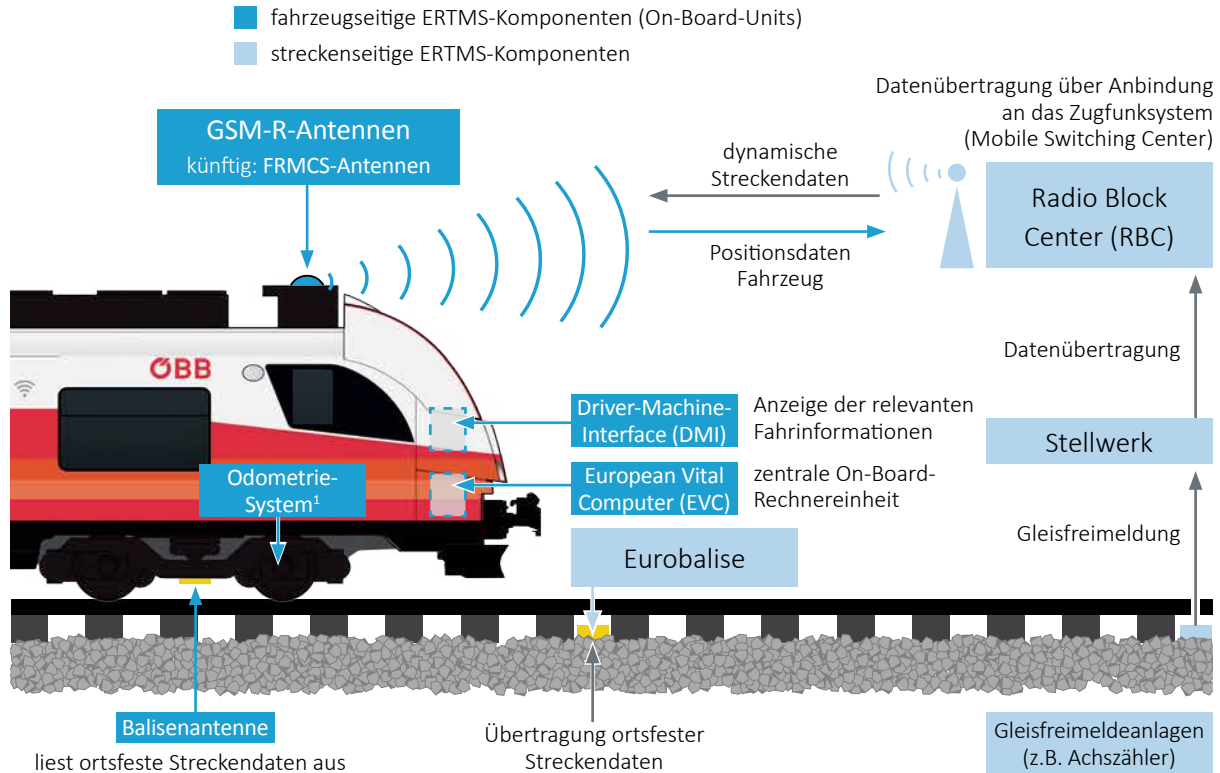 fahrzeugseitige ERTMS-Komponenten (On-Board-Units)
streckenseitige ERTMS-Komponenten
Datenübertragung über Anbindung
an das Zugfunksystem
(Mobile Switching Center)
GSM-R-Antennen
künftig: FRMCS-Antennen
dynamische
Streckendaten
Positionsdaten
Fahrzeug
Radio Block
Center (RBC)
Datenübertragung
ÖBB
Driver-Machine-
Interface (DMI)
Anzeige der relevanten
Fahrinformationen
Stellwerk
European Vital
Computer (EVC)
zentrale On-Board-
Rechnereinheit
Odometrie-
System¹
Gleisfreimeldung
Eurobalise
Balisenantenne
liest ortsfeste Streckendaten aus
Übertragung ortsfester
Streckendaten
Gleisfreimeldeanlagen
(z.B. Achszähler)